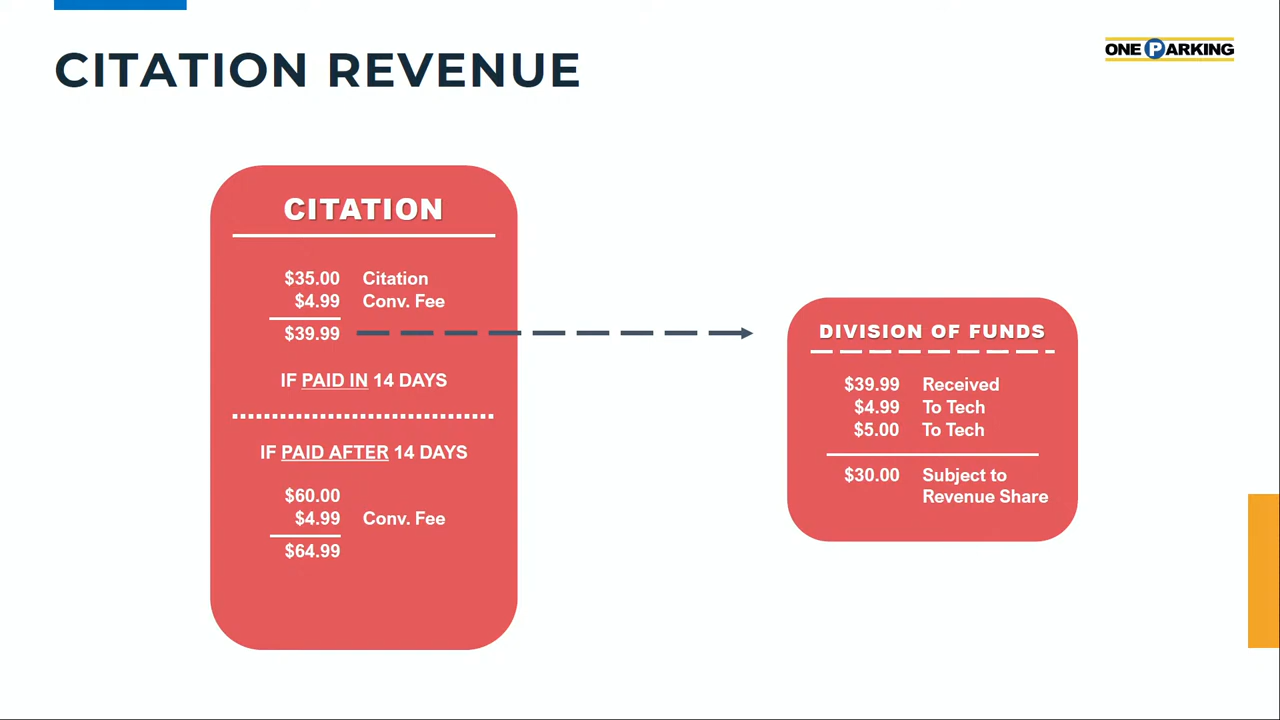 CITATION REVENUE
ONE PARKING
CITATION
$35.00 Citation
$4.99 Conv. Fee
$39.99
IF PAID IN 14 DAYS
IF PAID AFTER 14 DAYS
$60.00
$4.99 Conv. Fee
$64.99
DIVISION OF FUNDS
$39.99 Received
$4.99 To Tech
$5.00 To Tech
$30.00 Subject to
Revenue Share